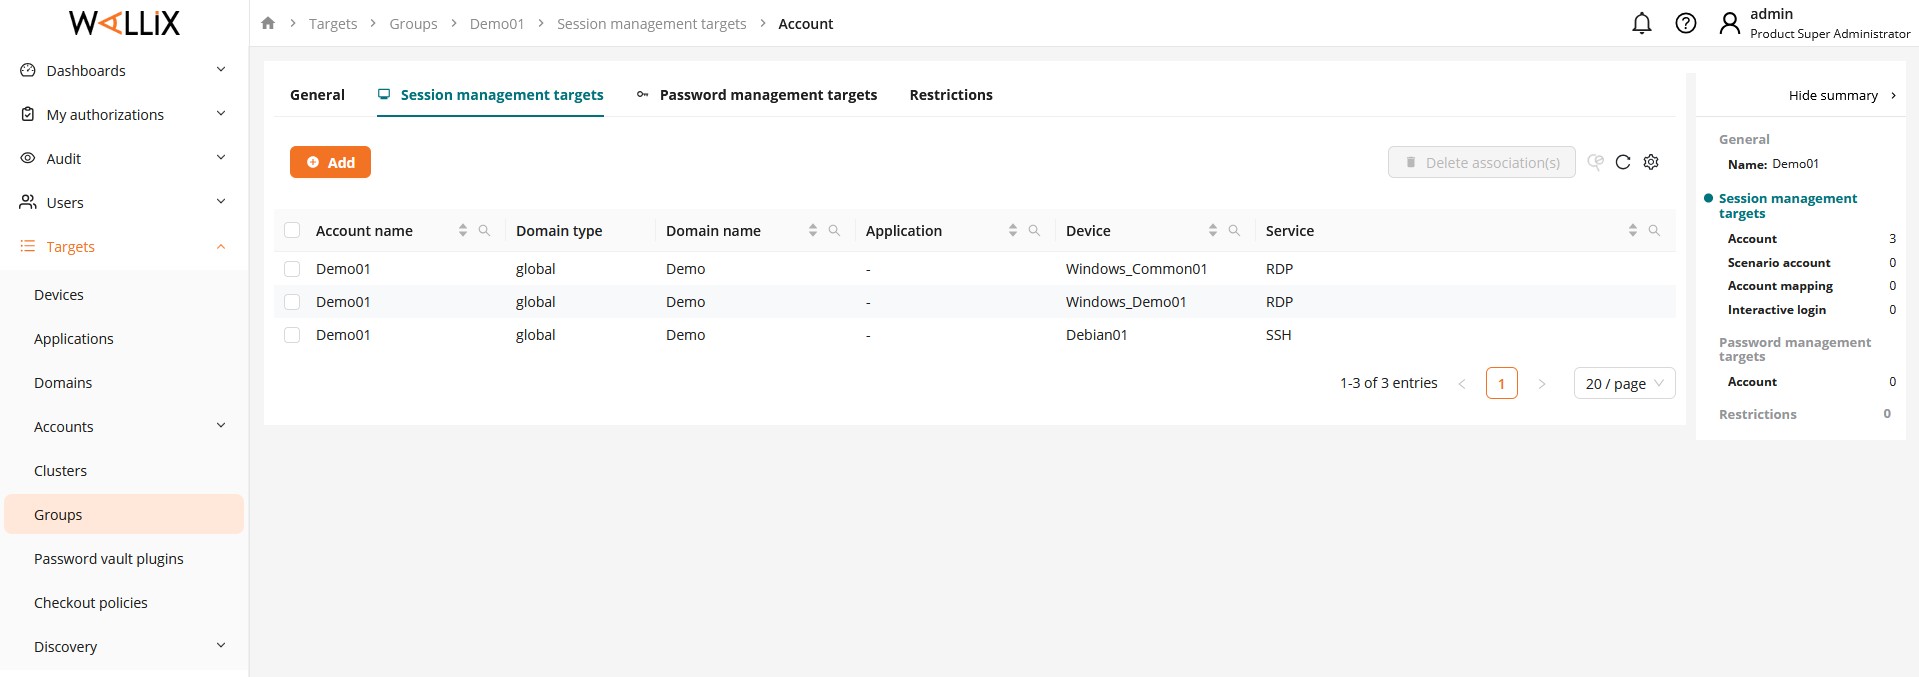 WALLIX
Targets
Groups
Demo01
Session management targets
Account
admin
Product Super Administrator
Dashboards
My authorizations
Audit
Users
Targets
Devices
Applications
Domains
Accounts
Clusters
Groups
Password vault plugins
Checkout policies
Discovery
General
Session management targets
Password management targets
Restrictions
Add
Delete association(s)
Account name Domain type Domain name Application Device Service
Demo01 global Demo - Windows_Common01 RDP
Demo01 global Demo - Windows_Demo01 RDP
Demo01 global Demo - Debian01 SSH
1-3 of 3 entries < 1 > 20 / page
Hide summary
General
Name: Demo01
Session management
targets
Account 3
Scenario account 0
Account mapping 0
Interactive login 0
Password management
targets
Account 0
Restrictions 0